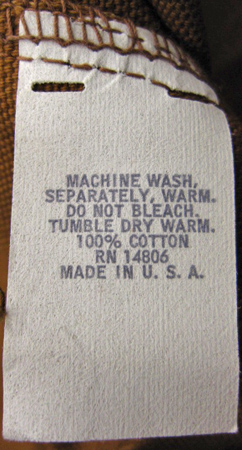 MACHINE WASH,
SEPARATELY, WARM.
DO NOT BLEACH.
TUMBLE DRY WARM.
100% COTTON
RN 14806
MADE IN U. S. A.